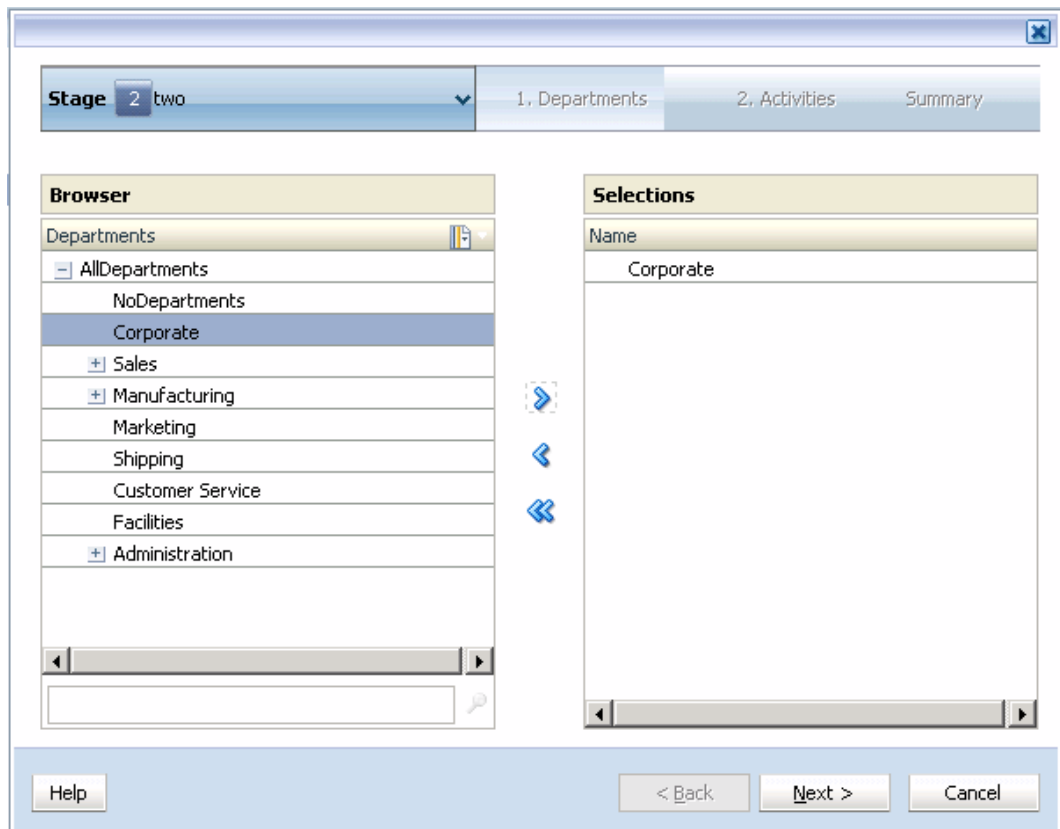 Stage 2 two 1. Departments 2. Activities Summary
Browser
Departments
AllDepartments
NoDepartments
Corporate
Sales
Manufacturing
Marketing
Shipping
Customer Service
Facilities
Administration
Selections
Name
Corporate
Help < Back Next > Cancel